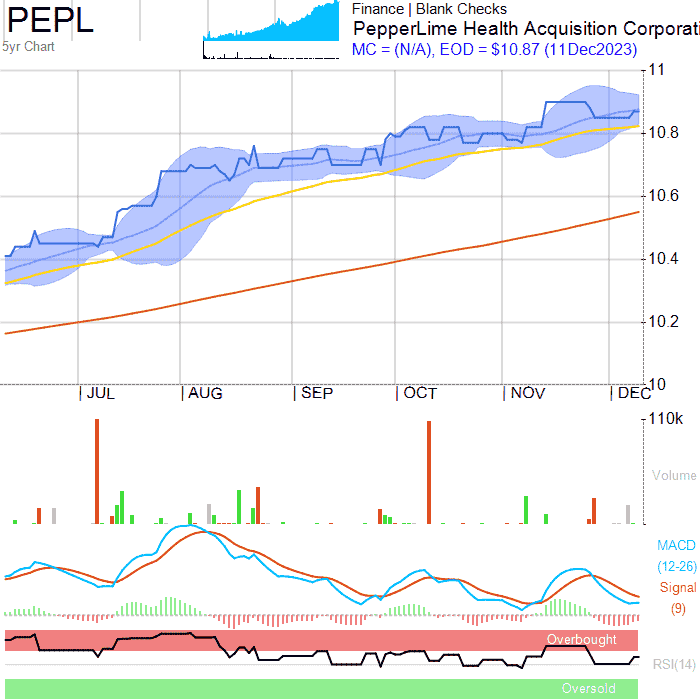 PEPL
5yr Chart
Finance | Blank Checks
PepperLime Health Acquisition Corporati
MC = (N/A), EOD = $10.87 (11Dec2023)
11
10.8
10.6
10.4
10.2
10
JUL AUG SEP OCT NOV DEC
110k
Volume
MACD
(12-26)
Signal
(9)
Overbought
RSI(14)
Oversold